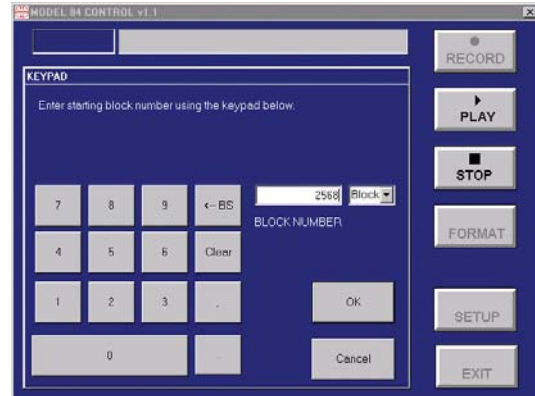 MODEL 84 CONTROL v1.1
RECORD
KEYPAD
Enter starting block number using the keypad below.
PLAY
STOP
7 8 9 <-BS 2568 Block
BLOCK NUMBER
FORMAT
4 5 6 Clear
1 2 3 . OK
SETUP
0 - Cancel
EXIT